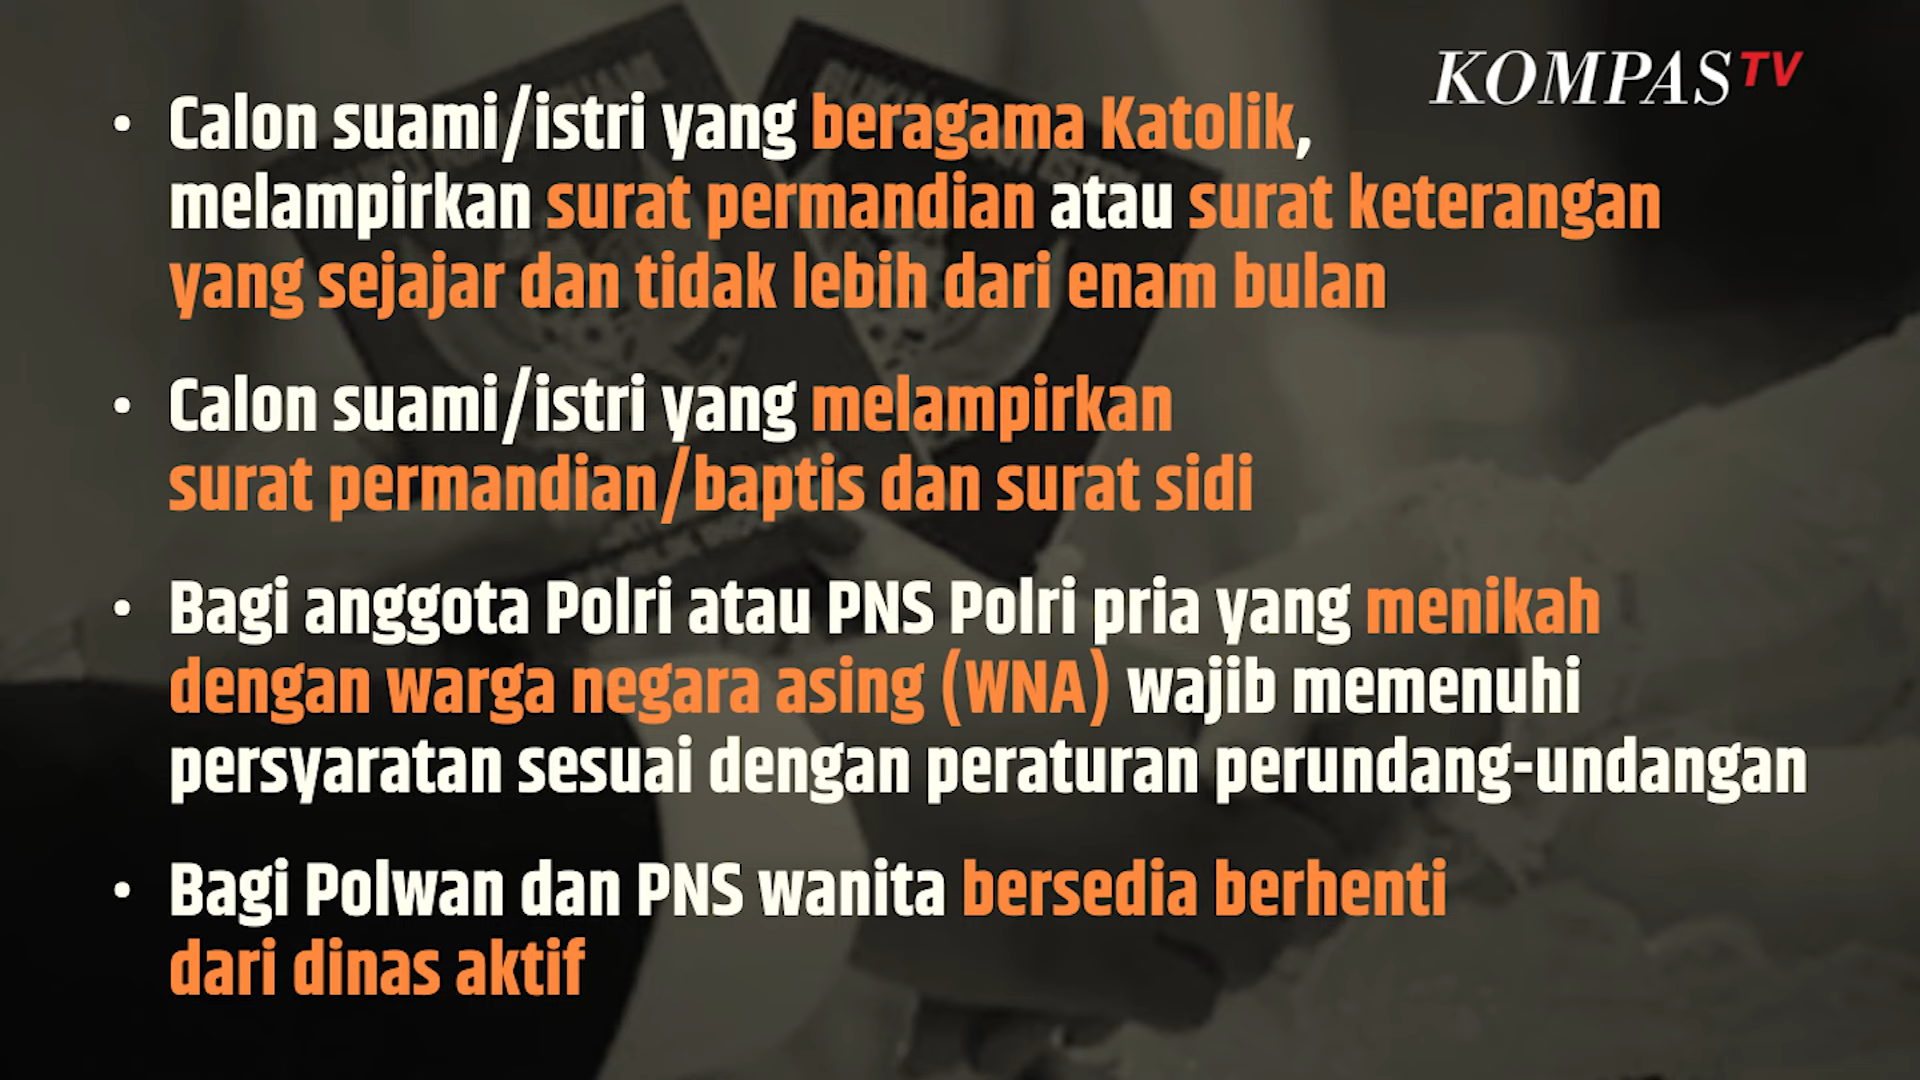 KOMPAS TV
• Calon suami/istri yang beragama Katolik,
melampirkan surat permandian atau surat keterangan
yang sejajar dan tidak lebih dari enam bulan
• Calon suami/istri yang melampirkan
surat permandian/baptis dan surat sidi
• Bagi anggota Polri atau PNS Polri pria yang menikah
dengan warga negara asing (WNA) wajib memenuhi
persyaratan sesuai dengan peraturan perundang-undangan
• Bagi Polwan dan PNS wanita bersedia berhenti
dari dinas aktif